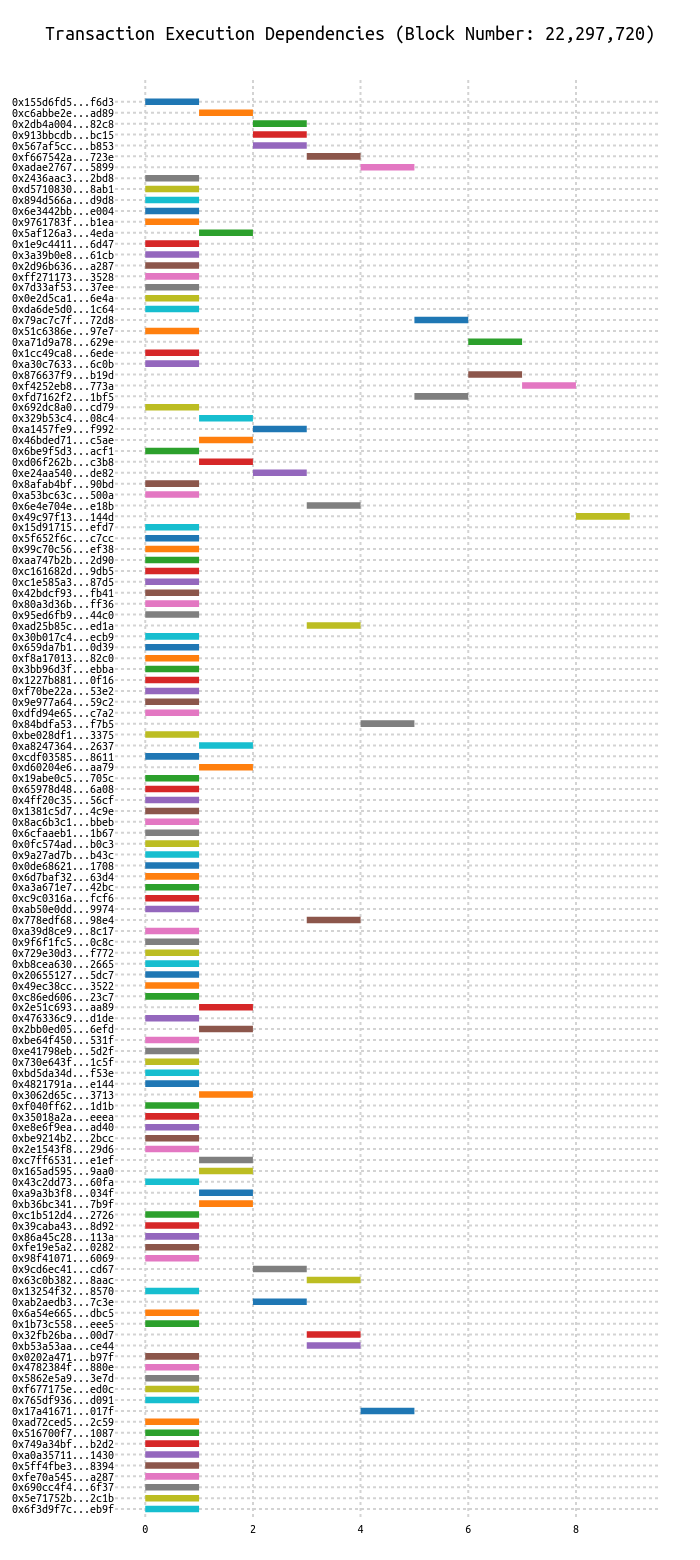 Transaction Execution Dependencies (Block Number: 22,297,720)
0x155d6fd5...f6d3
0xc6abbe2e...ad89
0x2db4a004...82c8
0x913bbcdb...bc15
0x567af5cc...b853
0xf667542a...723e
0xadae2767...5899
0x2436aac3...2bd8
0xd5710830...8ab1
0x894d566a...d9d8
0x6e3442bb...e004
0x9761783f...b1ea
0x5af126a3...4eda
0x1e9c4411...6d47
0x3a39b0e8...61cb
0x2d96b636...a287
0xff271173...3528
0x7d33af53...37ee
0x0e2d5ca1...6e4a
0xda6de5d0...1c64
0x79ac7c7f...72d8
0x51c6386e...97e7
0xa71d9a78...629e
0x1cc49ca8...6ede
0xa30c7633...6c0b
0x876637f9...b19d
0xf4252eb8...773a
0xfd7162f2...1bf5
0x692dc8a0...cd79
0x329b53c4...08c4
0xa1457fe9...f992
0x46bded71...c5ae
0x6be9f5d3...acf1
0xd06f262b...c3b8
0xe24aa540...de82
0x8afab4bf...90bd
0xa53bc63c...500a
0x6e4e704e...e18b
0x49c97f13...144d
0x15d91715...efd7
0x5f652f6c...c7cc
0x99c70c56...ef38
0xaa747b2b...2d90
0xc161682d...9db5
0xc1e585a3...87d5
0x42bdcf93...fb41
0x80a3d36b...ff36
0x95ed6fb9...44c0
0xad25b85c...ed1a
0x30b017c4...ecb9
0x659da7b1...0d39
0xf8a17013...82c0
0x3bb96d3f...ebba
0x1227b881...0f16
0xf70be22a...53e2
0x9e977a64...59c2
0xdfd94e65...c7a2
0x84bdfa53...f7b5
0xbe028df1...3375
0xa8247364...2637
0xcdf03585...8611
0xd60204e6...aa79
0x19abe0c5...705c
0x65978d48...6a08
0x4ff20c35...56cf
0x1381c5d7...4c9e
0x8ac6b3c1...bbeb
0x6cfaaeb1...1b67
0x0fc574ad...b0c3
0x9a27ad7b...b43c
0x0de68621...1708
0x6d7baf32...63d4
0xa3a671e7...42bc
0xc9c0316a...fcf6
0xab50e0dd...9974
0x778edf68...98e4
0xa39d8ce9...8c17
0x9f6f1fc5...0c8c
0x729e30d3...f772
0xb8cea630...2665
0x20655127...5dc7
0x49ec38cc...3522
0xc86ed606...23c7
0x2e51c693...aa89
0x476336c9...d1de
0x2bb0ed05...6efd
0xbe64f450...531f
0xe41798eb...5d2f
0x730e643f...1c5f
0xbd5da34d...f53e
0x4821791a...e144
0x3062d65c...3713
0xf040ff62...1d1b
0x35018a2a...eeea
0xe8e6f9ea...ad40
0xbe9214b2...2bcc
0x2e1543f8...29d6
0xc7ff6531...e1ef
0x165ad595...9aa0
0x43c2dd73...60fa
0xa9a3b3f8...034f
0xb36bc341...7b9f
0xc1b512d4...2726
0x39caba43...8d92
0x86a45c28...113a
0xfe19e5a2...0282
0x98f41071...6069
0x9cd6ec41...cd67
0x63c0b382...8aac
0x13254f32...8570
0xab2aedb3...7c3e
0x6a54e665...dbc5
0x1b73c558...eee5
0x32fb26ba...00d7
0xb53a53aa...ce44
0x0202a471...b97f
0x4782384f...880e
0x5862e5a9...3e7d
0xf677175e...ed0c
0x765df936...d091
0x17a41671...017f
0xad72ced5...2c59
0x516700f7...1087
0x749a34bf...b2d2
0xa0a35711...1430
0x5ff4fbe3...8394
0xfe70a545...a287
0x690cc4f4...6f37
0x5e71752b...2c1b
0x6f3d9f7c...eb9f
0 2 4 6 8